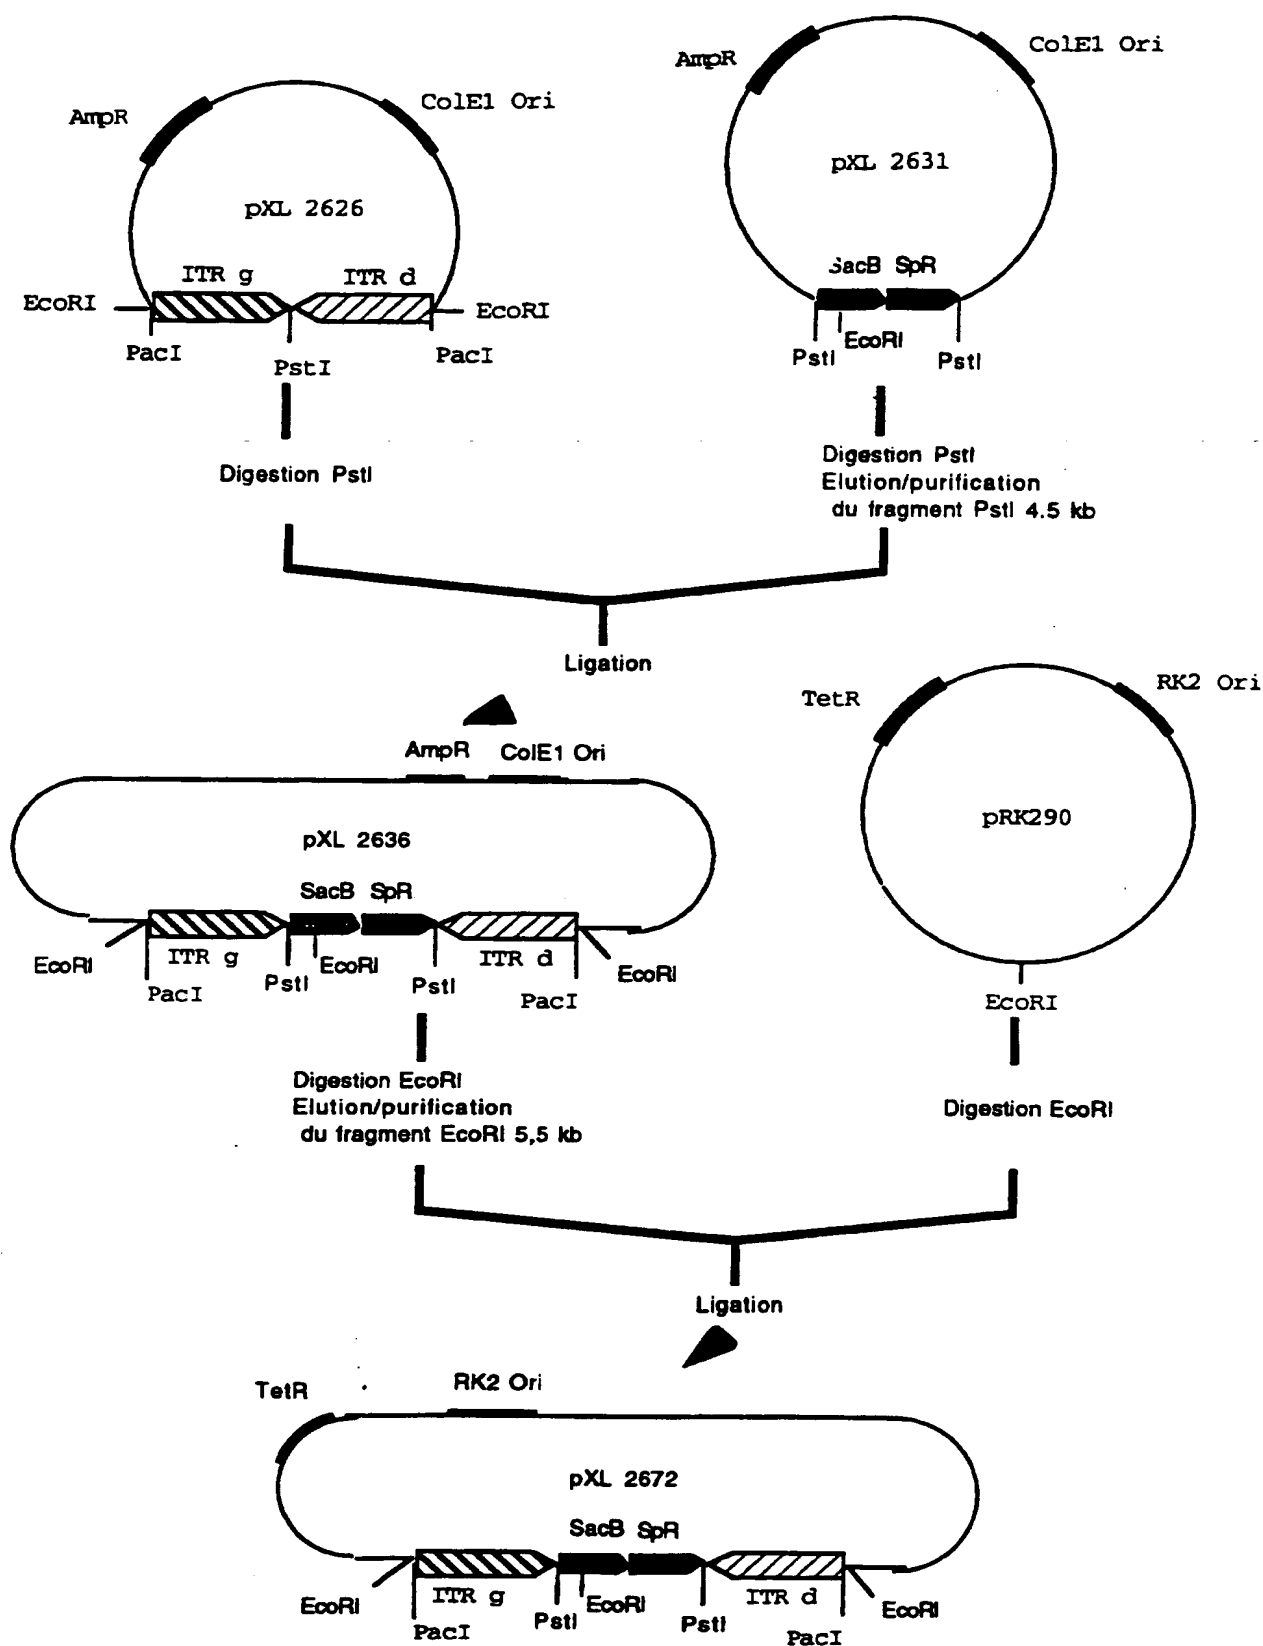 AmpR
ColE1 Ori
pXL 2631
SacB SpR
EcoRI
PstI
PstI
AmpR
ColE1 Ori
pXL 2626
ITR g
ITR d
EcoRI
EcoRI
PacI
PstI
PacI
Digestion PstI
Digestion PstI
Elution/purification
du fragment PstI 4.5 kb
Ligation
AmpR
ColE1 Ori
pXL 2636
SacB SpR
EcoRI
ITR g
EcoRI
ITR d
EcoRI
PacI
PstI
PstI
PacI
TetR
RK2 Ori
pRK290
EcoRI
Digestion EcoRI
Elution/purification
du fragment EcoRI 5,5 kb
Digestion EcoRI
Ligation
TetR
RK2 Ori
pXL 2672
SacB SpR
EcoRI
ITR g
EcoRI
ITR d
EcoRI
PacI
PstI
PstI
PacI